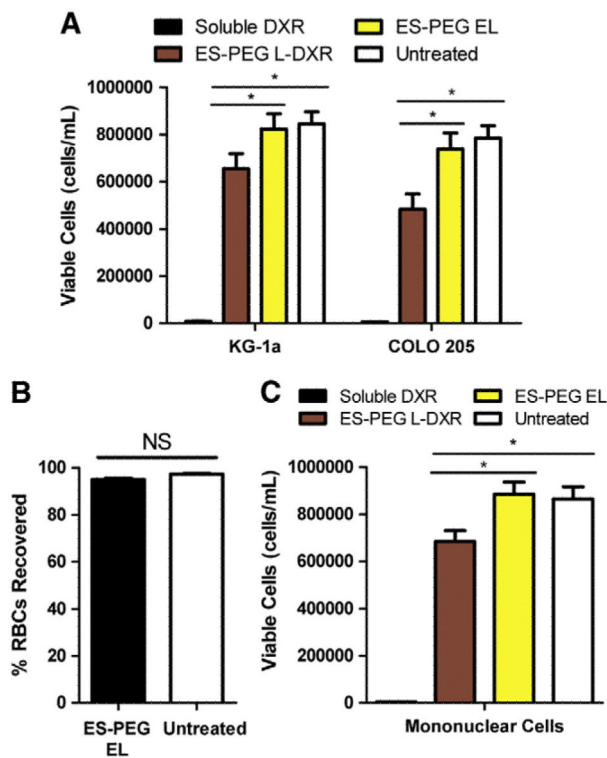 A
Soluble DXR
ES-PEG EL
ES-PEG L-DXR
Untreated
Viable Cells (cells/mL)
1000000
800000
600000
400000
200000
0
*
*
*
*
KG-1a
COLO 205
B
NS
% RBCs Recovered
100
80
60
40
20
0
ES-PEG
EL
Untreated
C
Soluble DXR
ES-PEG EL
ES-PEG L-DXR
Untreated
Viable Cells (cells/mL)
1000000
800000
600000
400000
200000
0
*
*
Mononuclear Cells